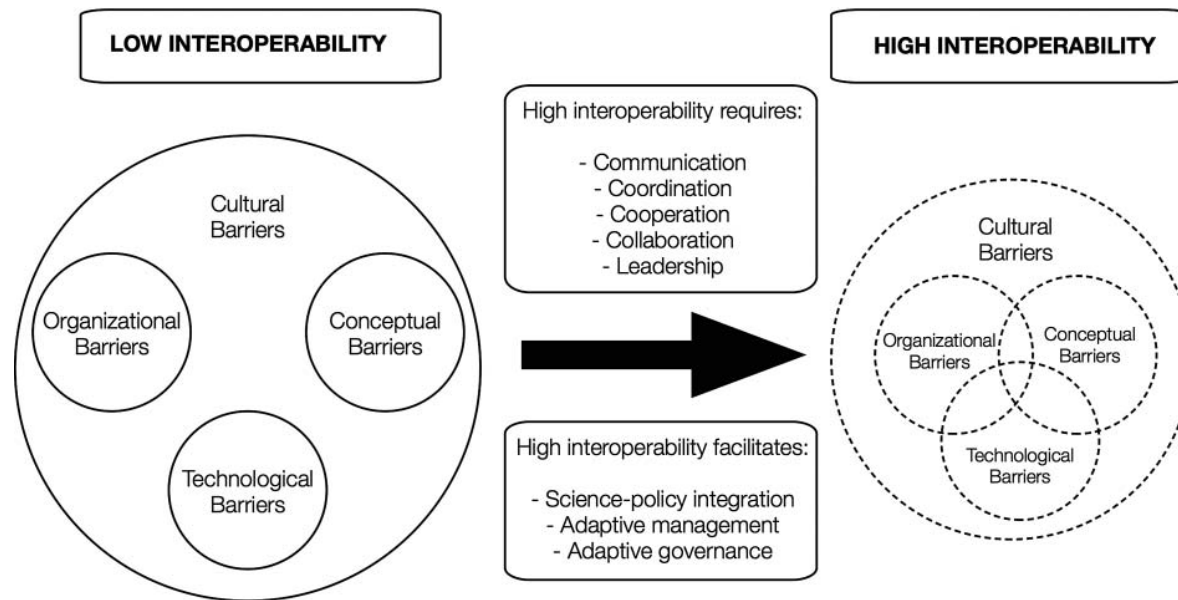 LOW INTEROPERABILITY
Cultural
Barriers
Organizational
Barriers
Conceptual
Barriers
Technological
Barriers
High interoperability requires:
- Communication
- Coordination
- Cooperation
- Collaboration
- Leadership
High interoperability facilitates:
- Science-policy integration
- Adaptive management
- Adaptive governance
HIGH INTEROPERABILITY
Cultural
Barriers
Organizational
Barriers
Conceptual
Barriers
Technological
Barriers